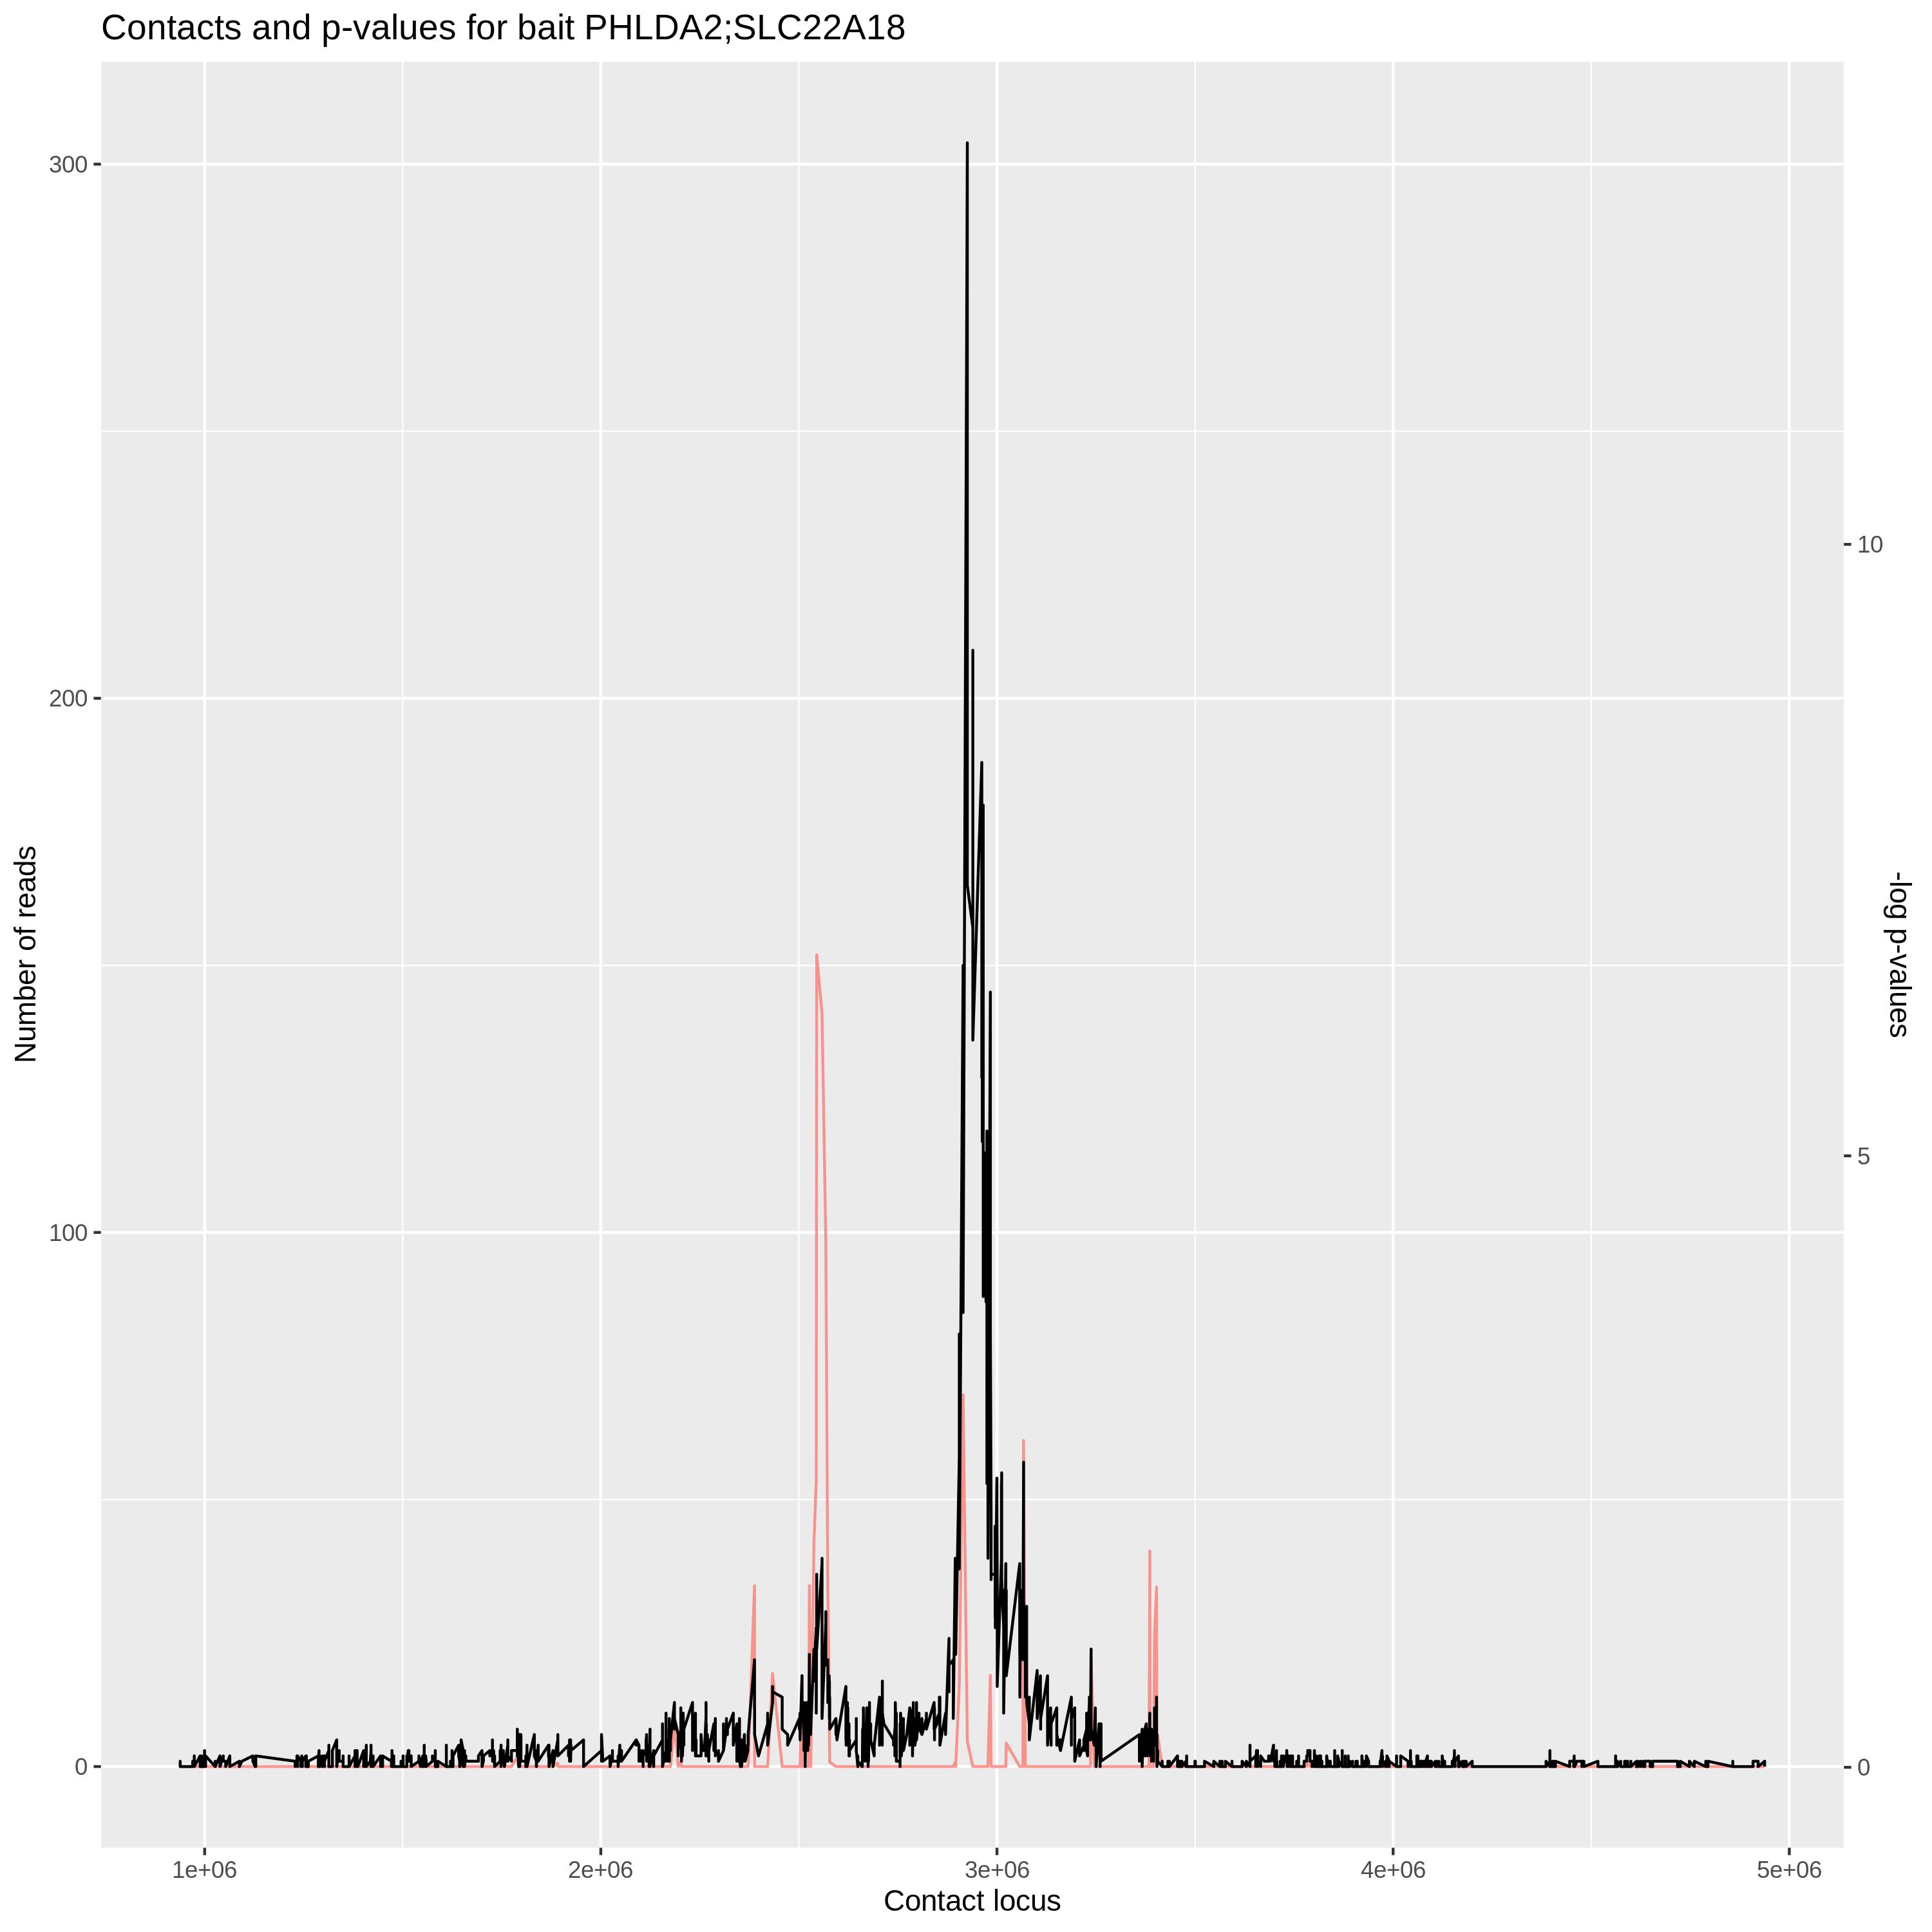 Contacts and p-values for bait PHLDA2;SLC22A18
300
200
100
0
10
5
0
Number of reads
-log p-values
1e+06 2e+06 3e+06 4e+06 5e+06
Contact locus